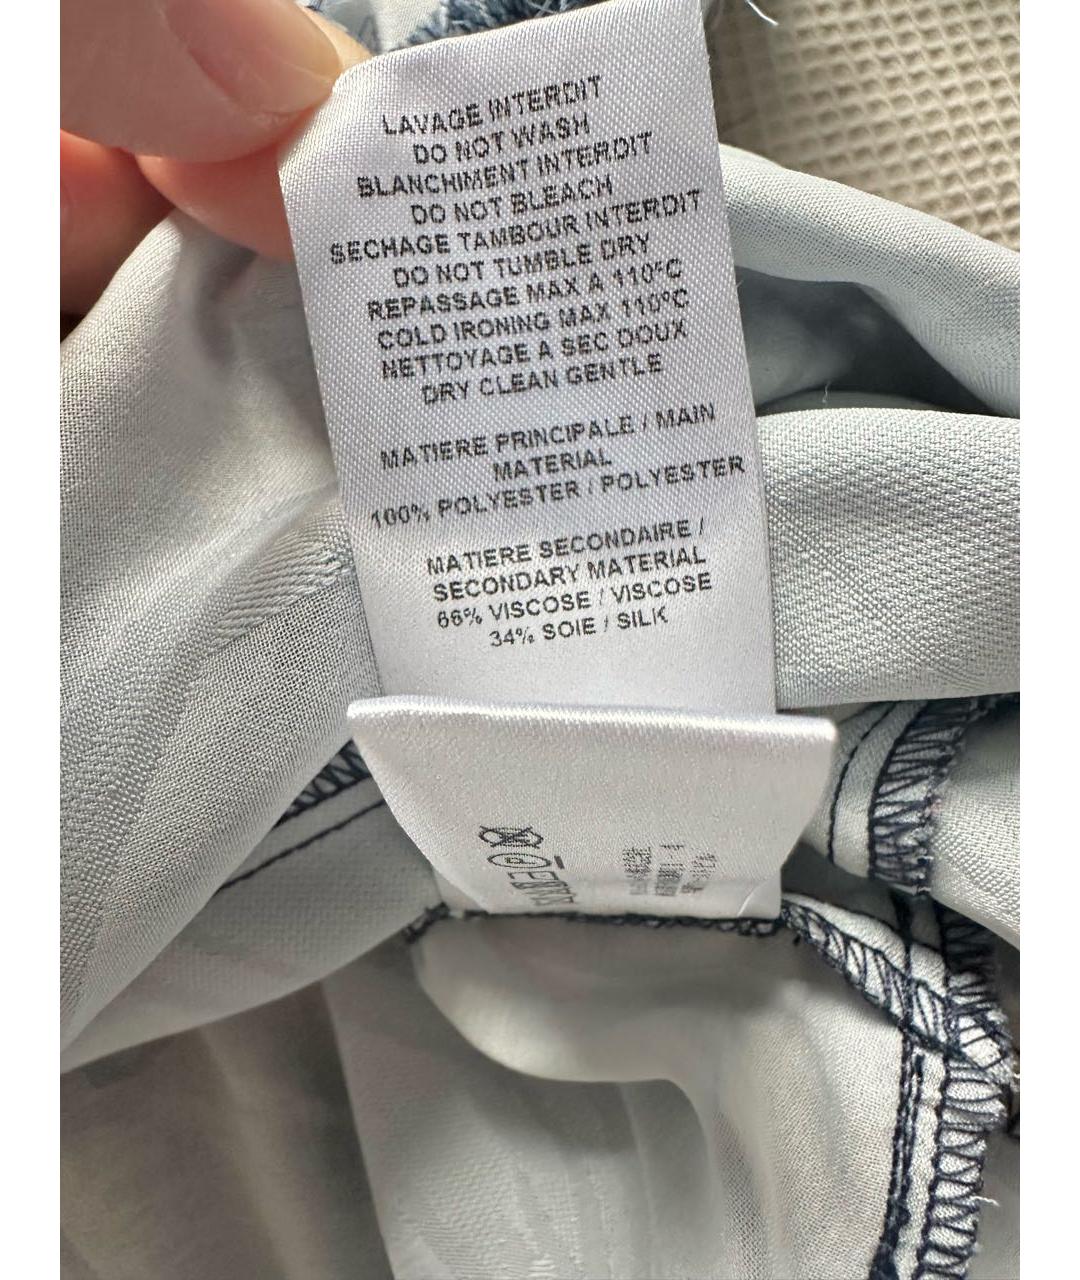 LAVAGE INTERDIT
DO NOT WASH
BLANCHIMENT INTERDIT
DO NOT BLEACH
SECHAGE TAMBOUR INTERDIT
DO NOT TUMBLE DRY
REPASSAGE MAX A 110°C
COLD IRONING MAX 110°C
NETTOYAGE A SEC DOUX
DRY CLEAN GENTLE
MATIERE PRINCIPALE / MAIN
MATERIAL
100% POLYESTER / POLYESTER
MATIERE SECONDAIRE /
SECONDARY MATERIAL
66% VISCOSE / VISCOSE
34% SOIE / SILK